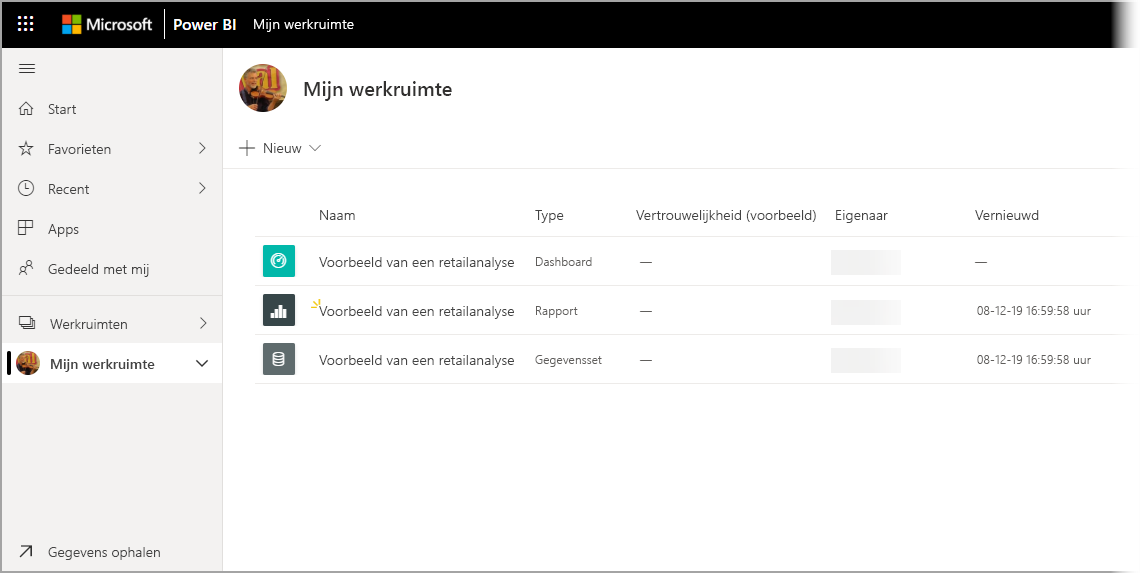 Microsoft Power BI Mijn werkruimte
Start
Favorieten
Recent
Apps
Gedeeld met mij
Werkruimten
Mijn werkruimte
Gegevens ophalen
Mijn werkruimte
Nieuw
Naam Type Vertrouwelijkheid (voorbeeld) Eigenaar Vernieuwd
Voorbeeld van een retailanalyse Dashboard — —
Voorbeeld van een retailanalyse Rapport — 08-12-19 16:59:58 uur
Voorbeeld van een retailanalyse Gegevensset — 08-12-19 16:59:58 uur